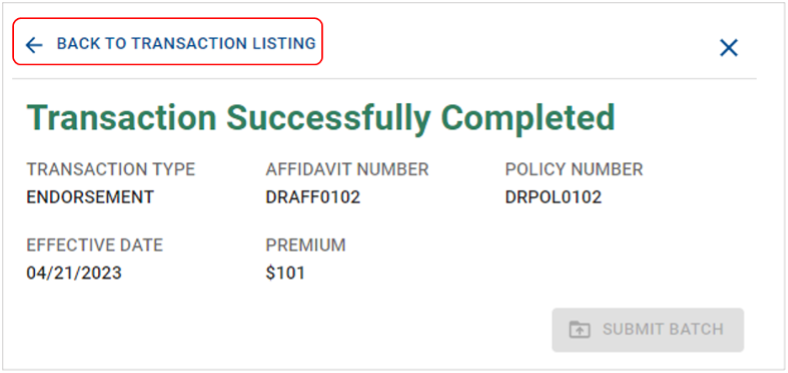 BACK TO TRANSACTION LISTING
Transaction Successfully Completed
TRANSACTION TYPE AFFIDAVIT NUMBER POLICY NUMBER
ENDORSEMENT DRAFF0102 DRPOL0102
EFFECTIVE DATE PREMIUM
04/21/2023 $101
SUBMIT BATCH